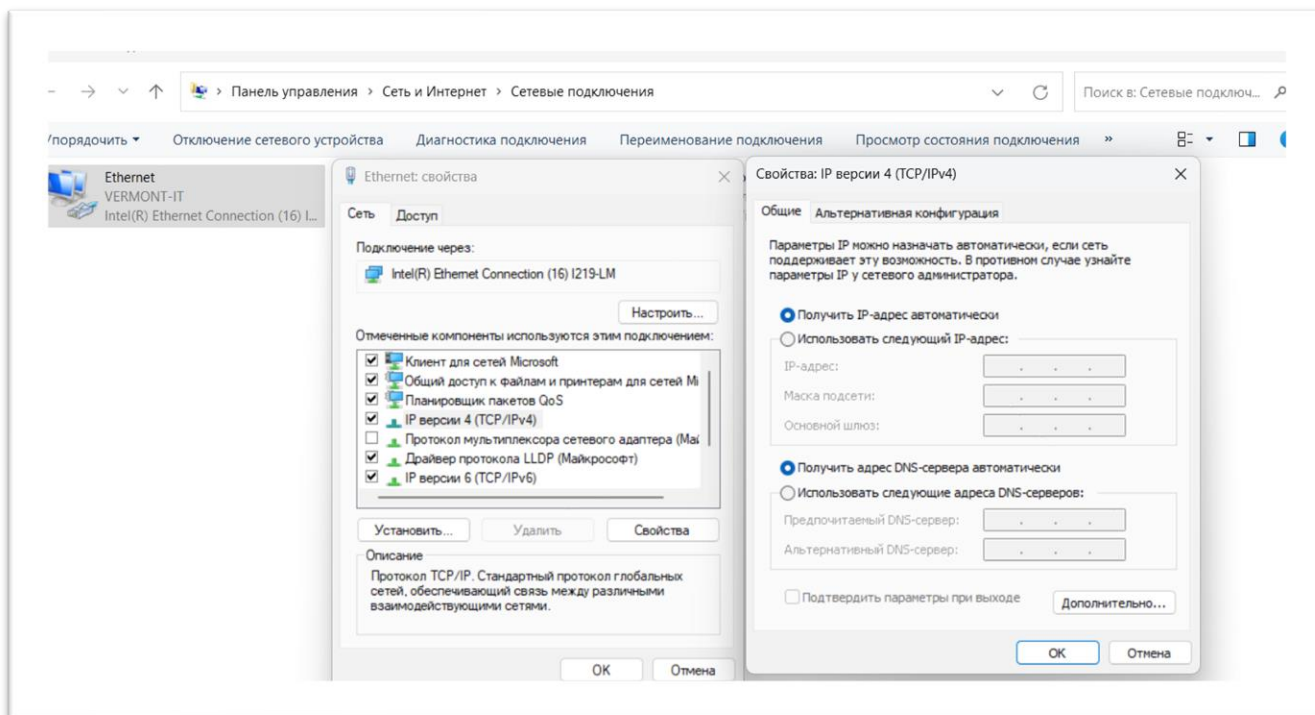 Панель управления > Сеть и Интернет > Сетевые подключения
Поиск в: Сетевые подключ...
Упорядочить
Отключение сетевого устройства
Диагностика подключения
Переименование подключения
Просмотр состояния подключения
»
Ethernet
VERMONT-IT
Intel(R) Ethernet Connection (16) I...
Ethernet: свойства
Сеть
Доступ
Подключение через:
Intel(R) Ethernet Connection (16) I219-LM
Настроить...
Отмеченные компоненты используются этим подключением:
Клиент для сетей Microsoft
Общий доступ к файлам и принтерам для сетей Mi
Планировщик пакетов QoS
IP версии 4 (TCP/IPv4)
Протокол мультиплексора сетевого адаптера (Май
Драйвер протокола LLDP (Майкрософт)
IP версии 6 (TCP/IPv6)
Установить...
Удалить
Свойства
Описание
Протокол TCP/IP. Стандартный протокол глобальных
сетей, обеспечивающий связь между различными
взаимодействующими сетями.
OK
Отмена
Свойства: IP версии 4 (TCP/IPv4)
Общие
Альтернативная конфигурация
Параметры IP можно назначать автоматически, если сеть
поддерживает эту возможность. В противном случае узнайте
параметры IP у сетевого администратора.
Получить IP-адрес автоматически
Использовать следующий IP-адрес:
IP-адрес:
Маска подсети:
Основной шлюз:
Получить адрес DNS-сервера автоматически
Использовать следующие адреса DNS-серверов:
Предпочитаемый DNS-сервер:
Альтернативный DNS-сервер:
Подтвердить параметры при выходе
Дополнительно...
OK
Отмена